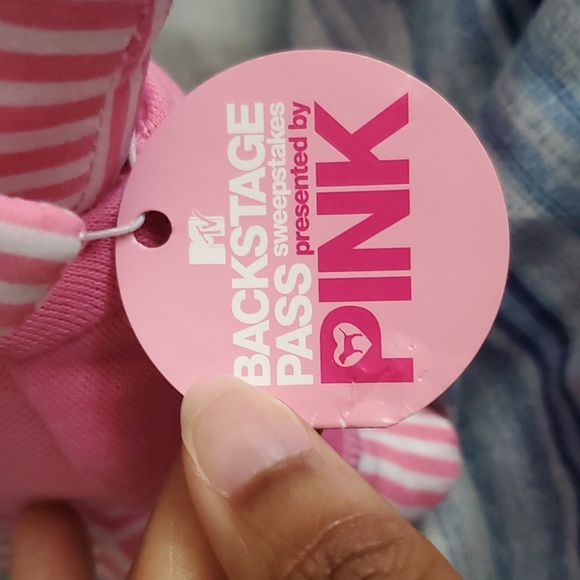 MTV
BACKSTAGE
PASS sweepstakes
presented by
PINK